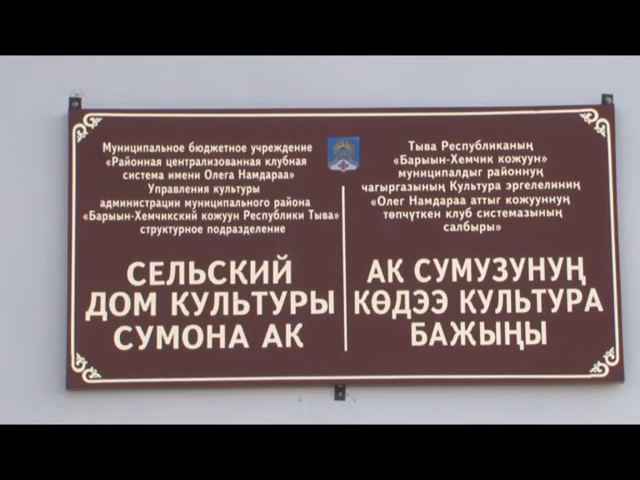 Муниципальное бюджетное учреждение
«Районная централизованная клубная
система имени Олега Намдараа»
Управления культуры
администрации муниципального района
«Барыин-Хемчикский кожуун Республики Тыва»
структурное подразделение
СЕЛЬСКИЙ
ДОМ КУЛЬТУРЫ
СУМОНА АК
Тыва Республиканың
«Барыын-Хемчик кожуун»
муниципалдыг районнуң
чагыргазының Культура эргелелиниң
«Олег Намдараа аттыг кожууннуң
төпчүткен клуб системазының
салбыры»
АК СУМУЗУНУҢ
КӨДЭЭ КУЛЬТУРА
БАЖЫҢЫ